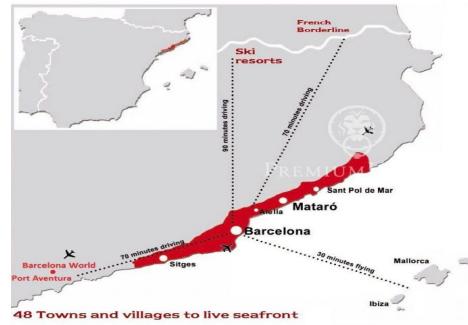 French
Borderline
Ski
resorts
90 minutes driving
70 minutes driving
PREMIUM
Sant Pol de Mar
Alella
Mataró
Barcelona
70 minutes driving
Barcelona World
Port Aventura
Sitges
30 minutes flying
Mallorca
Ibiza
48 Towns and villages to live seafront